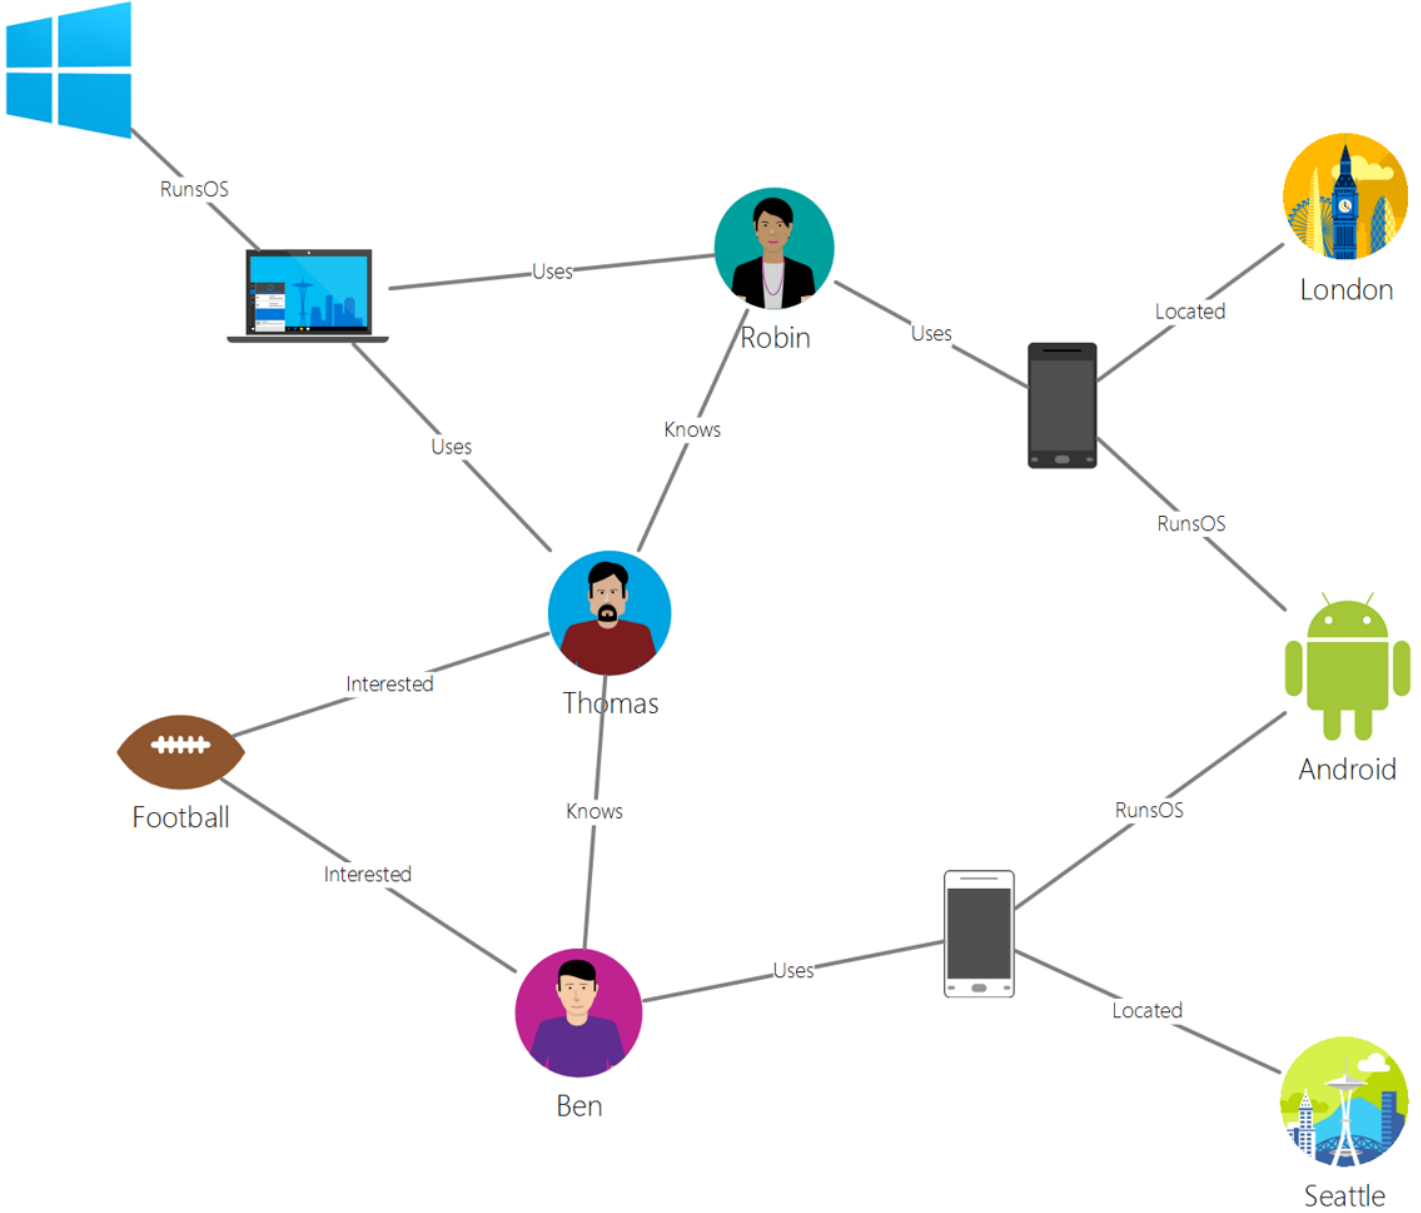 RunsOS
Uses
Robin
London
Located
Uses
Knows
Uses
RunsOS
Interested
Thomas
Android
Football
Knows
RunsOS
Interested
Uses
Located
Ben
Seattle